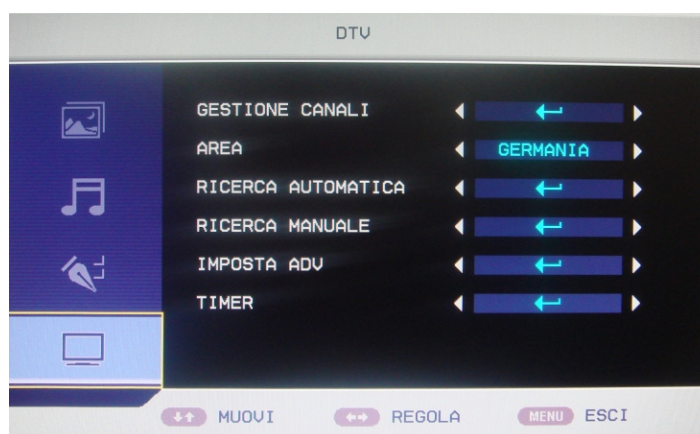 DTV
GESTIONE CANALI
AREA GERMANIA
RICERCA AUTOMATICA
RICERCA MANUALE
IMPOSTA ADV
TIMER
MUOVI REGOLA MENU ESCI